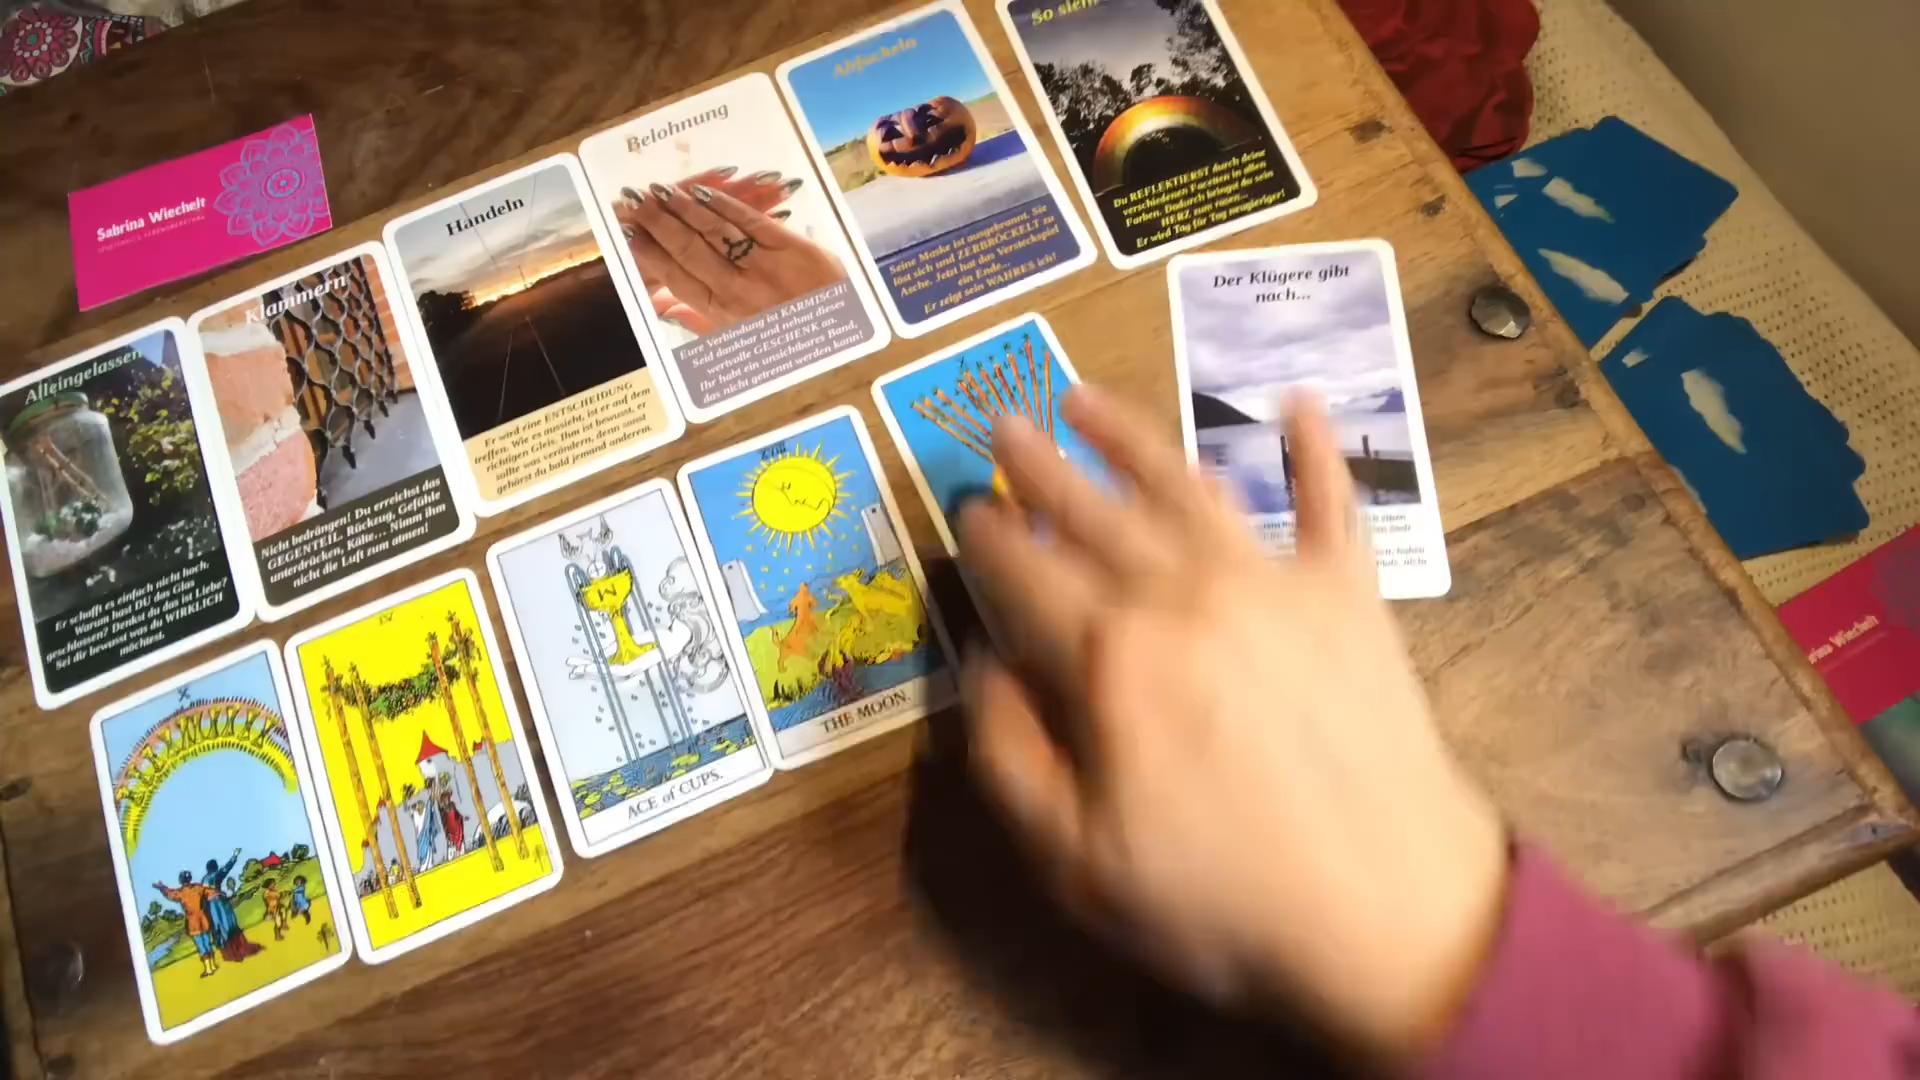 Sabrina Wiechelt
Alleingelassen
Er schafft es einfach nicht hoch.
Warum hast DU das Glas
geschlossen? Denkst du das ist Liebe?
Sei dir bewusst was du WIRKLICH
möchtest.
Klammern
Nicht bedrängen! Du erreichst das
GEGENTEIL. Rückzug, Gefühle
unterdrücken, Kälte... Nimm ihm
nicht die Luft zum atmen!
Handeln
Er wird eine ENTSCHEIDUNG
treffen. Wie es aussieht, ist er auf dem
richtigen Gleis. Ihm ist bewusst, er
sollte was verändern, denn sonst
gehörst du bald jemand anderem.
Belohnung
Eure Verbindung ist KARMISCH!
Seid dankbar und nehmt dieses
wertvolle GESCHENK an.
Ihr habt ein unsichtbares Band,
das nicht getrennt werden kann!
Abfackeln
Seine Maske ist ausgebrannt. Sie
löst sich und ZERBRÖCKELT zu
Asche. Jetzt hat das Versteckspiel
ein Ende...
Er zeigt sein WAHRES ich!
So
Du REFLEKTIERST durch deine
verschiedenen Facetten in allen
Farben. Dadurch bringst du sein
HERZ zum rasen...
Er wird Tag für Tag neugieriger!
Der Klügere gibt
nach...
X
IV
ACE of CUPS.
THE MOON.
Wiechelt